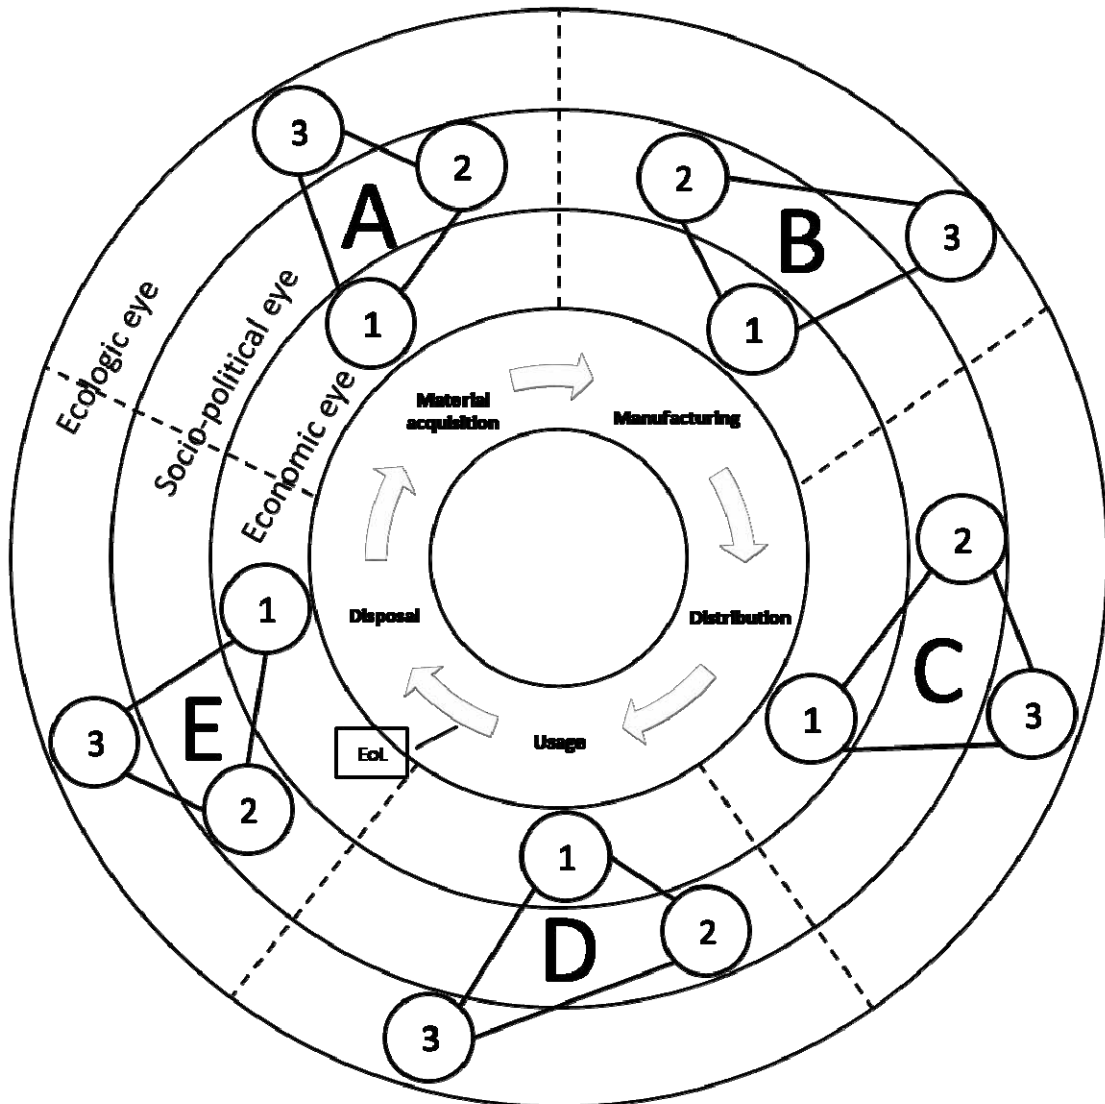 3
2
A
1
2
B
3
1
Ecologic eye
Socio-political eye
Economic eye
Material
acquisition
Manufacturing
2
C
1
3
Disposal
Distribution
1
E
3
2
EoL
Usage
1
D
2
3